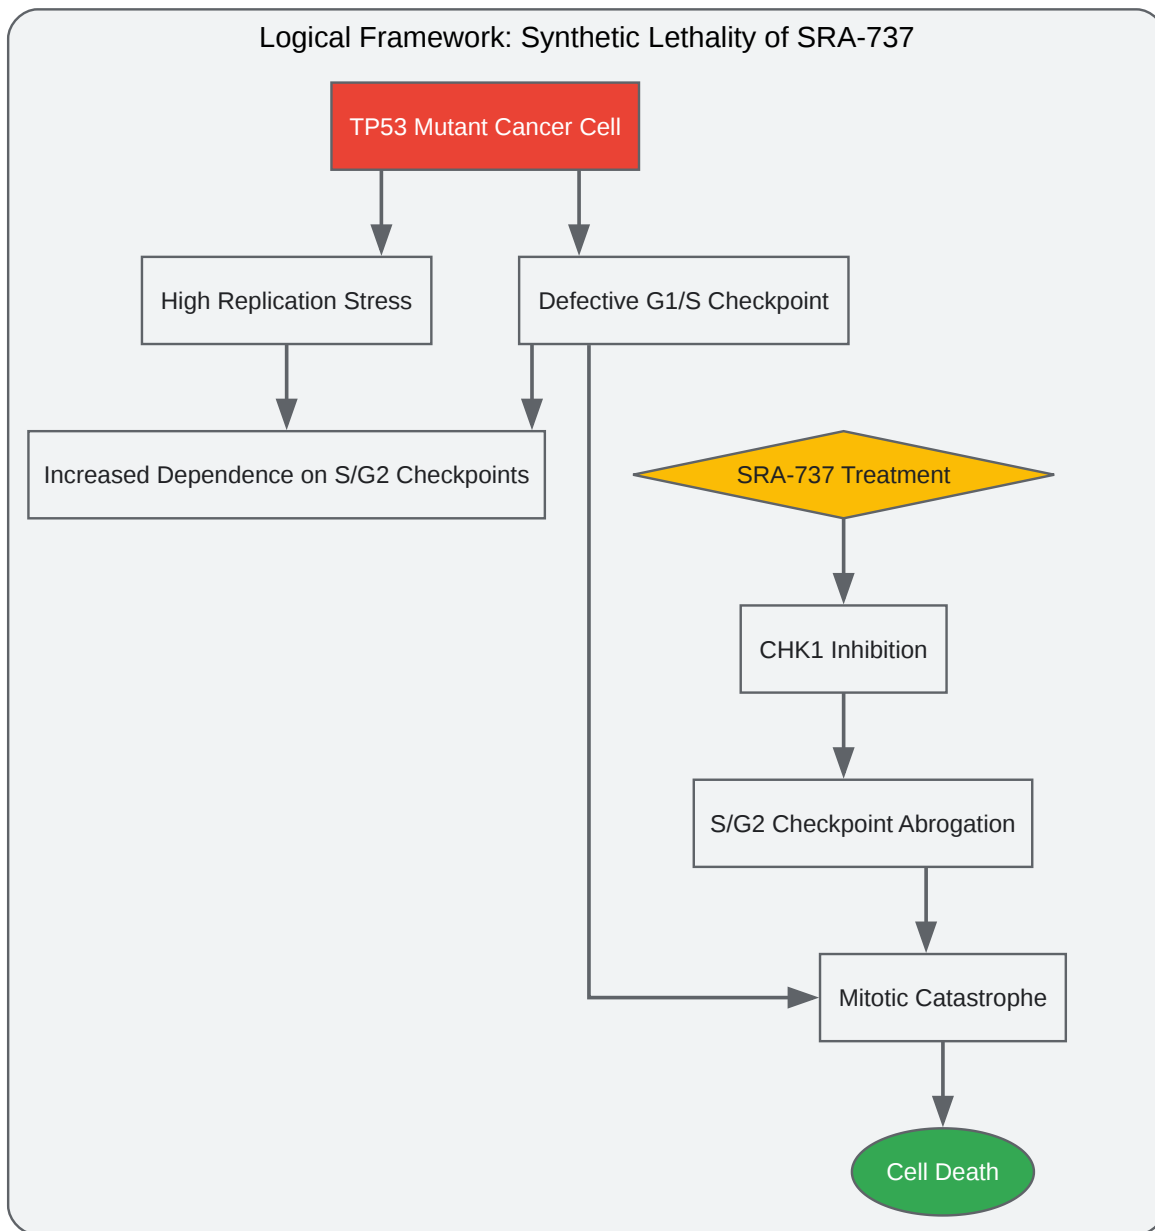 Logical Framework: Synthetic Lethality of SRA-737
TP53 Mutant Cancer Cell
High Replication Stress
Defective G1/S Checkpoint
Increased Dependence on S/G2 Checkpoints
SRA-737 Treatment
CHK1 Inhibition
S/G2 Checkpoint Abrogation
Mitotic Catastrophe
Cell Death